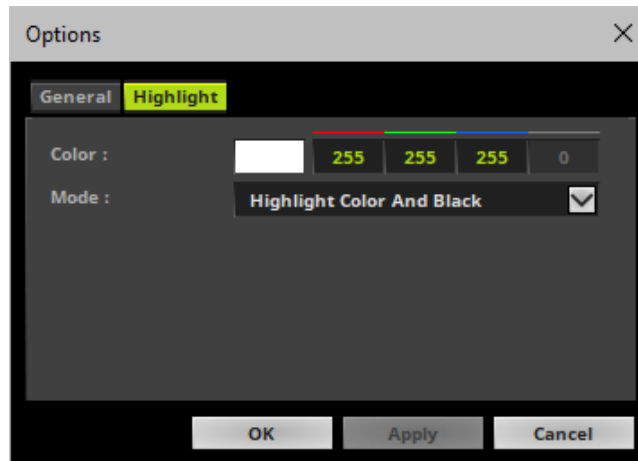 Options
General Highlight
Color : 255 255 255 0
Mode : Highlight Color And Black
OK Apply Cancel